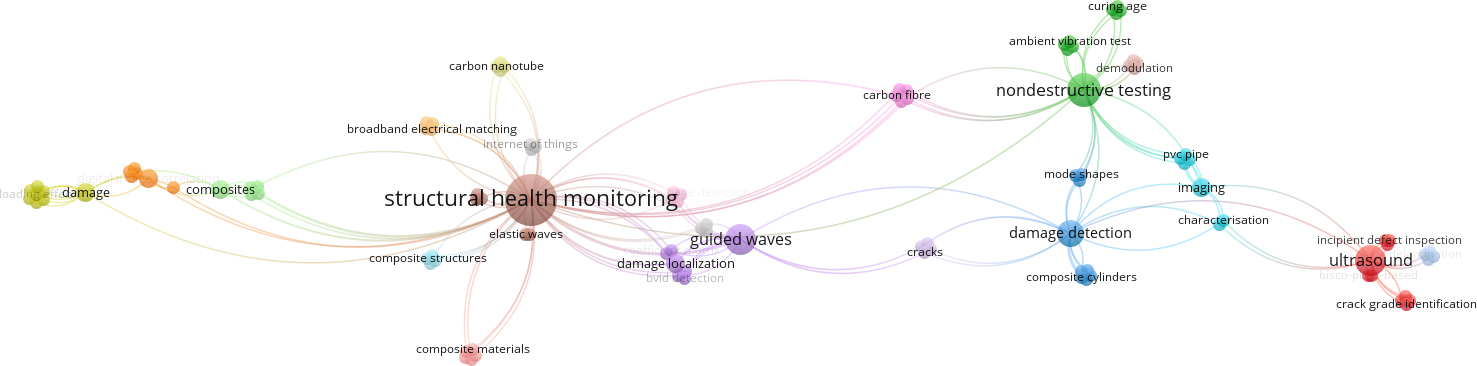 curing age
ambient vibration test
carbon nanotube
demodulation
nondestructive testing
carbon fibre
broadband electrical matching
internet of things
pvc pipe
mode shapes
imaging
composites
damage
structural health monitoring
characterisation
elastic waves
damage detection
guided waves
incipient defect inspection
cracks
composite structures
ultrasound
damage localization
bvid detection
composite cylinders
crack grade identification
composite materials